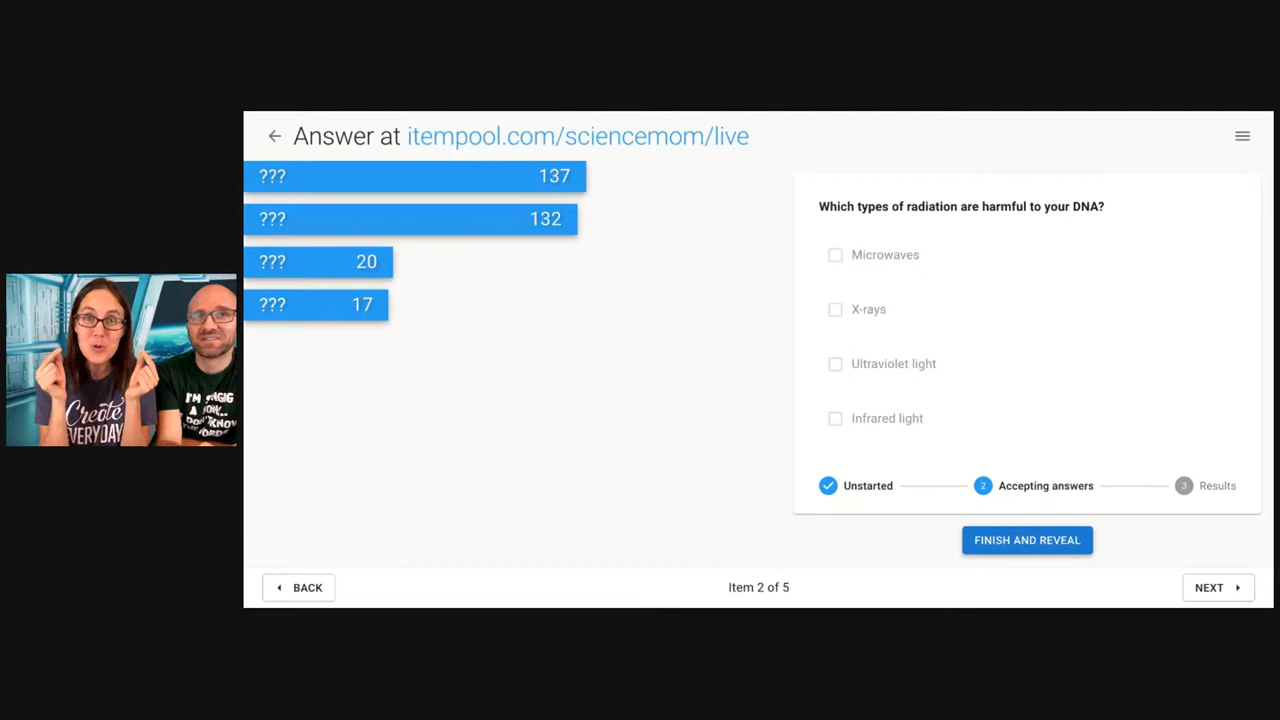 Answer at itempool.com/sciencemom/live
??? 137
??? 132
??? 20
??? 17
Which types of radiation are harmful to your DNA?
Microwaves
X-rays
Ultraviolet light
Infrared light
Unstarted
2 Accepting answers
3 Results
FINISH AND REVEAL
BACK
Item 2 of 5
NEXT
Create
EVERYDAY
A